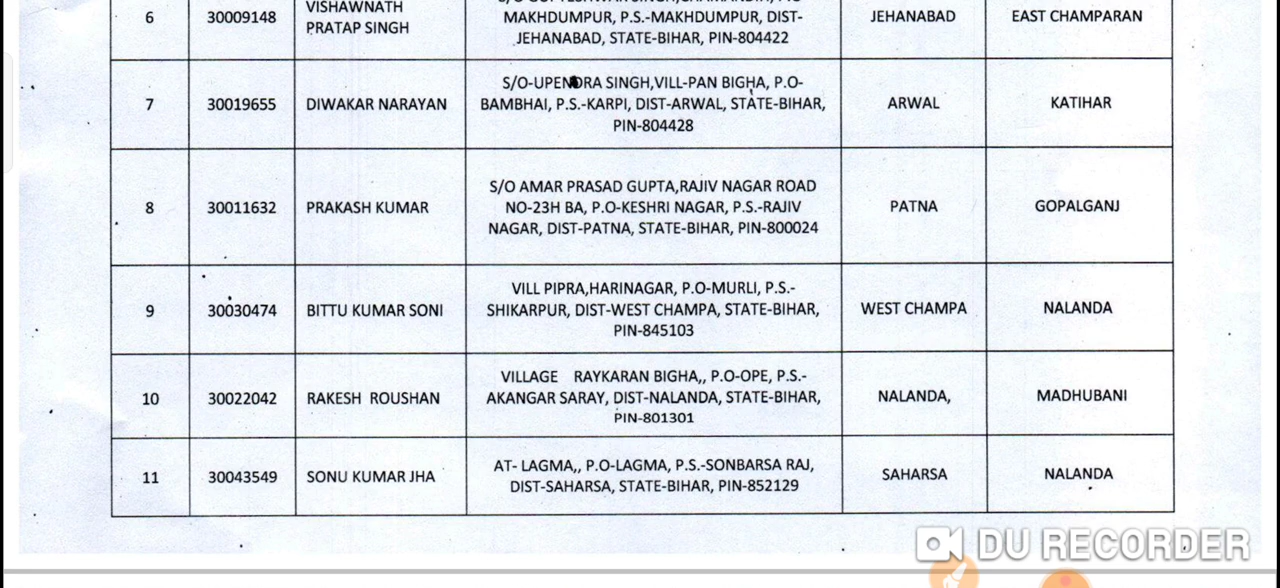 6
30009148
VISHAWNATH
PRATAP SINGH
MAKHDUMPUR, P.S.-MAKHDUMPUR, DIST-
JEHANABAD, STATE-BIHAR, PIN-804422
JEHANABAD
EAST CHAMPARAN
7
30019655
DIWAKAR NARAYAN
S/O-UPENDRA SINGH,VILL-PAN BIGHA, P.O-
BAMBHAI, P.S.-KARPI, DIST-ARWAL, STATE-BIHAR,
PIN-804428
ARWAL
KATIHAR
8
30011632
PRAKASH KUMAR
S/O AMAR PRASAD GUPTA,RAJIV NAGAR ROAD
NO-23H BA, P.O-KESHRI NAGAR, P.S.-RAJIV
NAGAR, DIST-PATNA, STATE-BIHAR, PIN-800024
PATNA
GOPALGANJ
9
30030474
BITTU KUMAR SONI
VILL PIPRA,HARINAGAR, P.O-MURLI, P.S.-
SHIKARPUR, DIST-WEST CHAMPA, STATE-BIHAR,
PIN-845103
WEST CHAMPA
NALANDA
10
30022042
RAKESH ROUSHAN
VILLAGE RAYKARAN BIGHA,, P.O-OPE, P.S.-
AKANGAR SARAY, DIST-NALANDA, STATE-BIHAR,
PIN-801301
NALANDA,
MADHUBANI
11
30043549
SONU KUMAR JHA
AT- LAGMA,, P.O-LAGMA, P.S.-SONBARSA RAJ,
DIST-SAHARSA, STATE-BIHAR, PIN-852129
SAHARSA
NALANDA
DU RECORDER